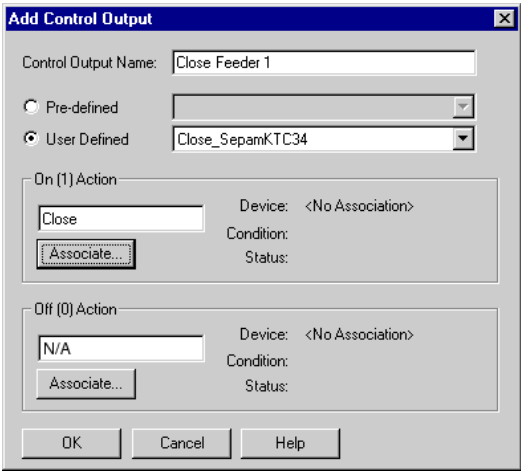 Add Control Output
Control Output Name: Close Feeder 1
Pre-defined
User Defined Close_SepamKTC34
On (1) Action
Close
Device: <No Association>
Associate...
Condition:
Status:
Off (0) Action
N/A
Device: <No Association>
Condition:
Associate...
Status:
OK Cancel Help